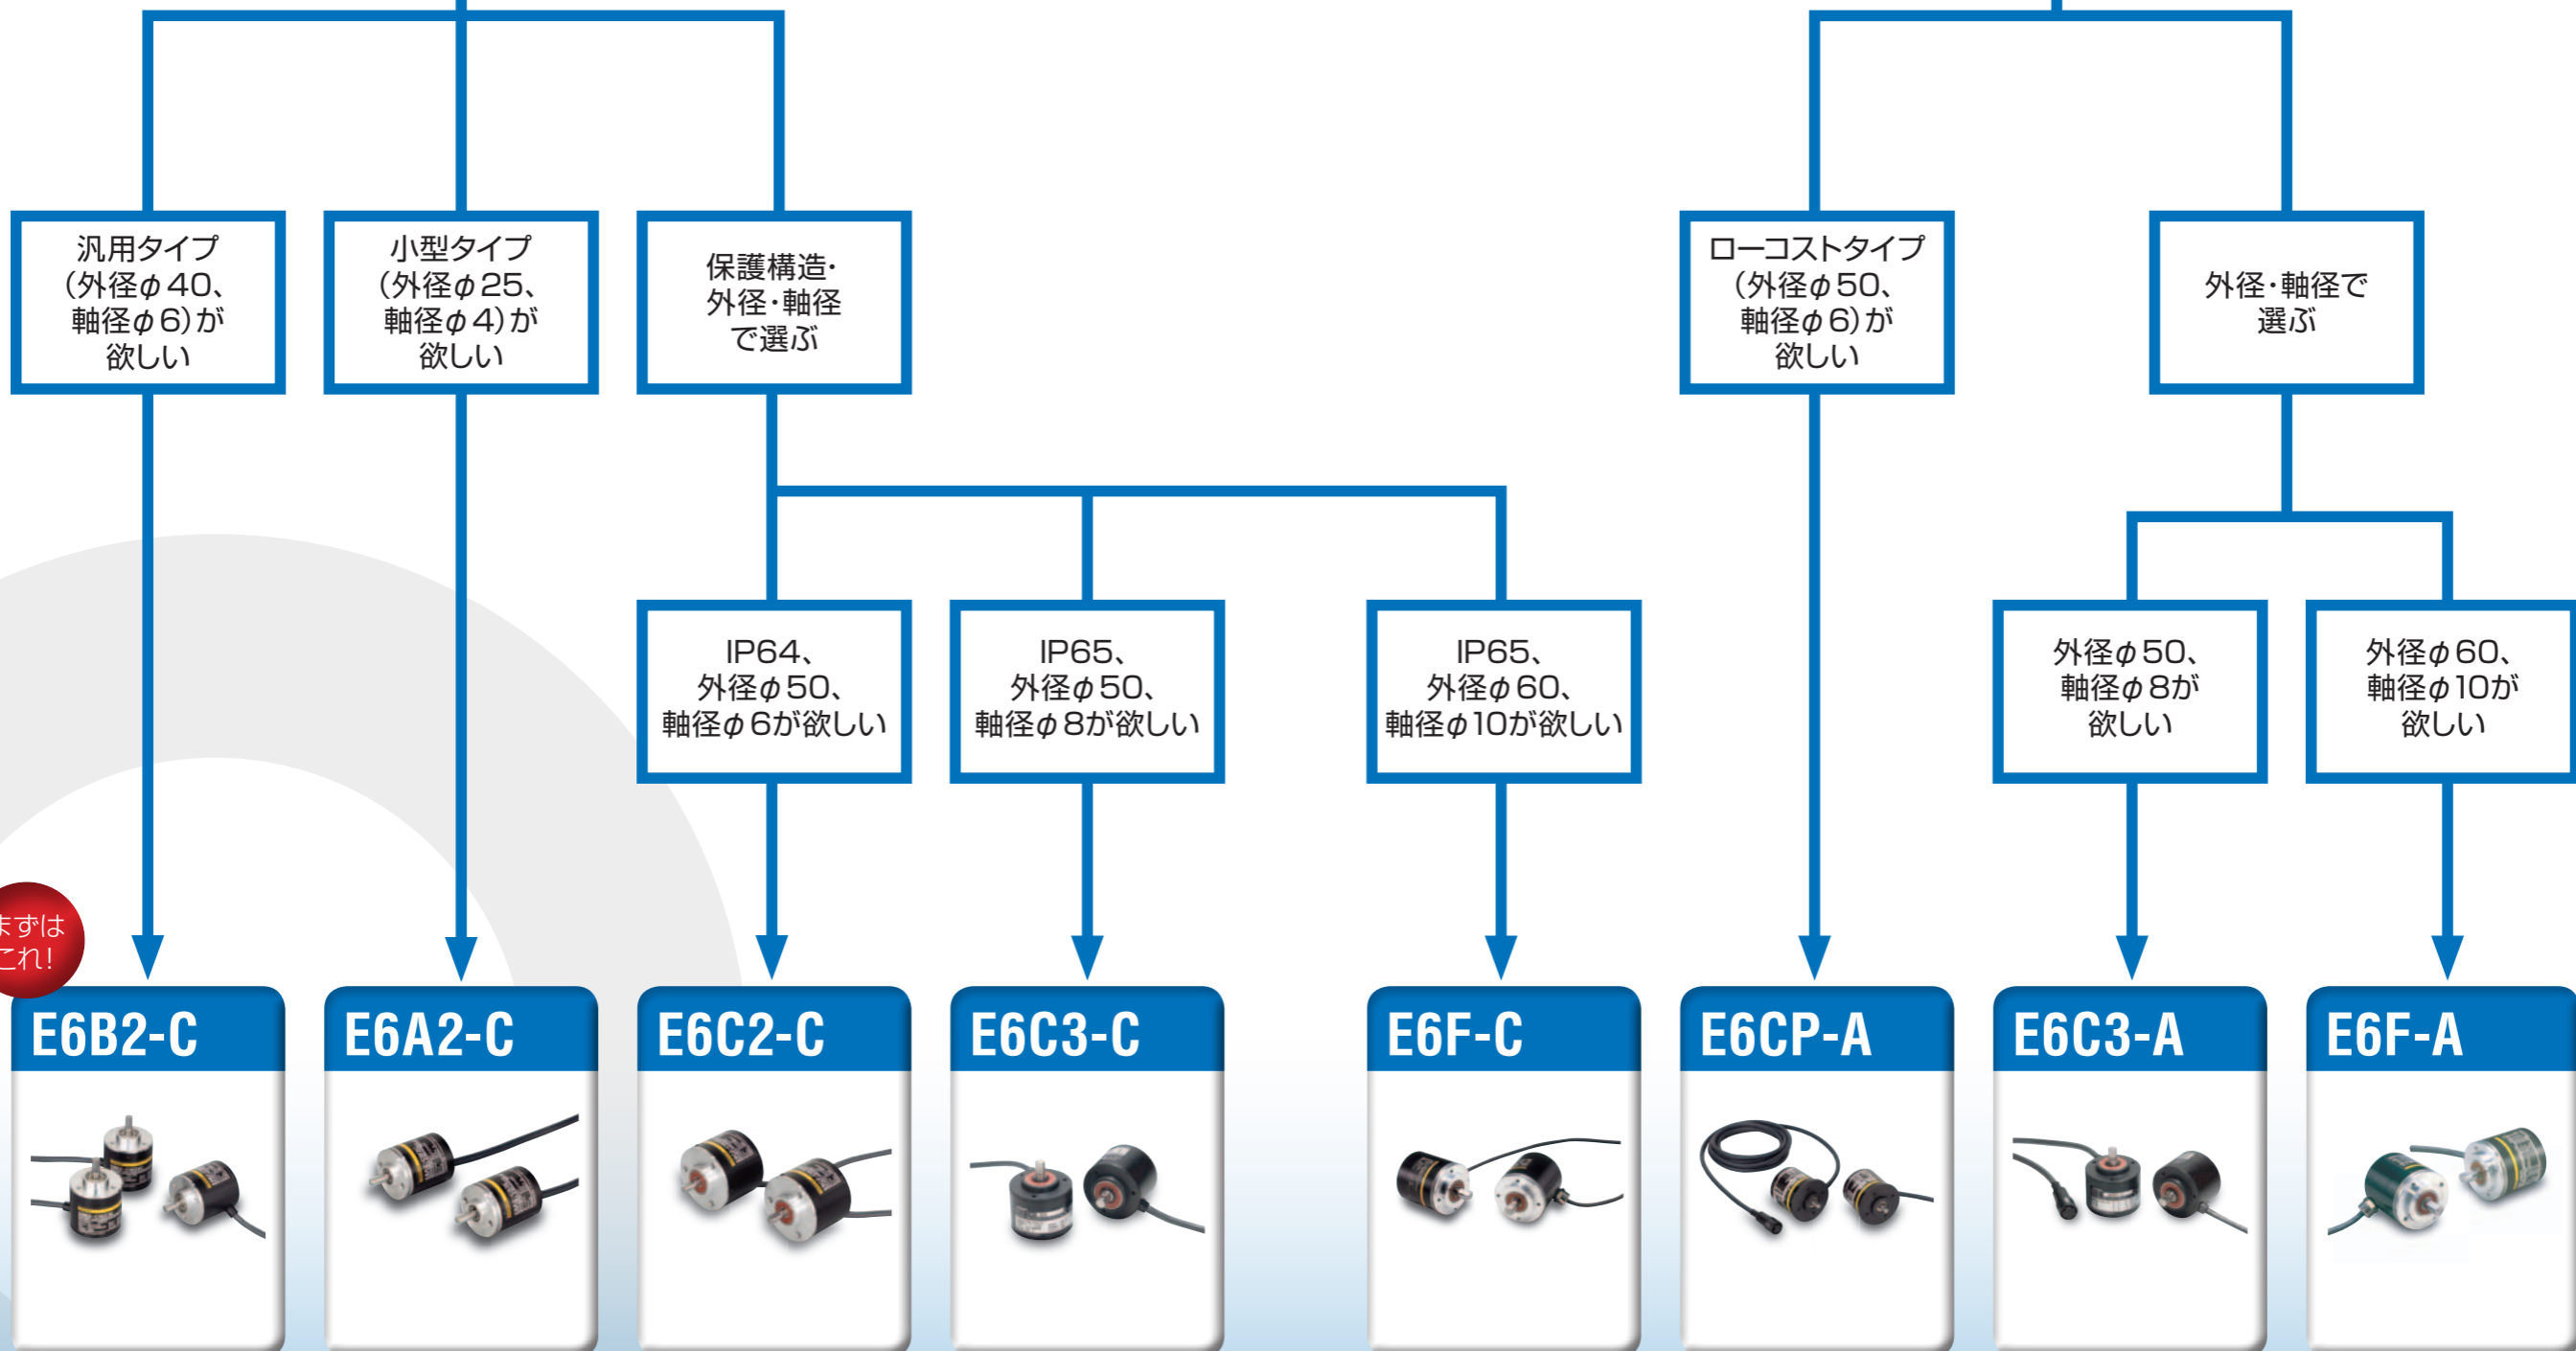 汎用タイプ
(外径φ40、
軸径φ6)が
欲しい
小型タイプ
(外径φ25、
軸径φ4)が
欲しい
保護構造・
外径・軸径
で選ぶ
ローコストタイプ
(外径φ50、
軸径φ6)が
欲しい
外径・軸径で
選ぶ
IP64、
外径φ50、
軸径φ6が欲しい
IP65、
外径φ50、
軸径φ8が欲しい
IP65、
外径φ60、
軸径φ10が欲しい
外径φ50、
軸径φ8が
欲しい
外径φ60、
軸径φ10が
欲しい
まずは
これ!
E6B2-C
E6A2-C
E6C2-C
E6C3-C
E6F-C
E6CP-A
E6C3-A
E6F-A